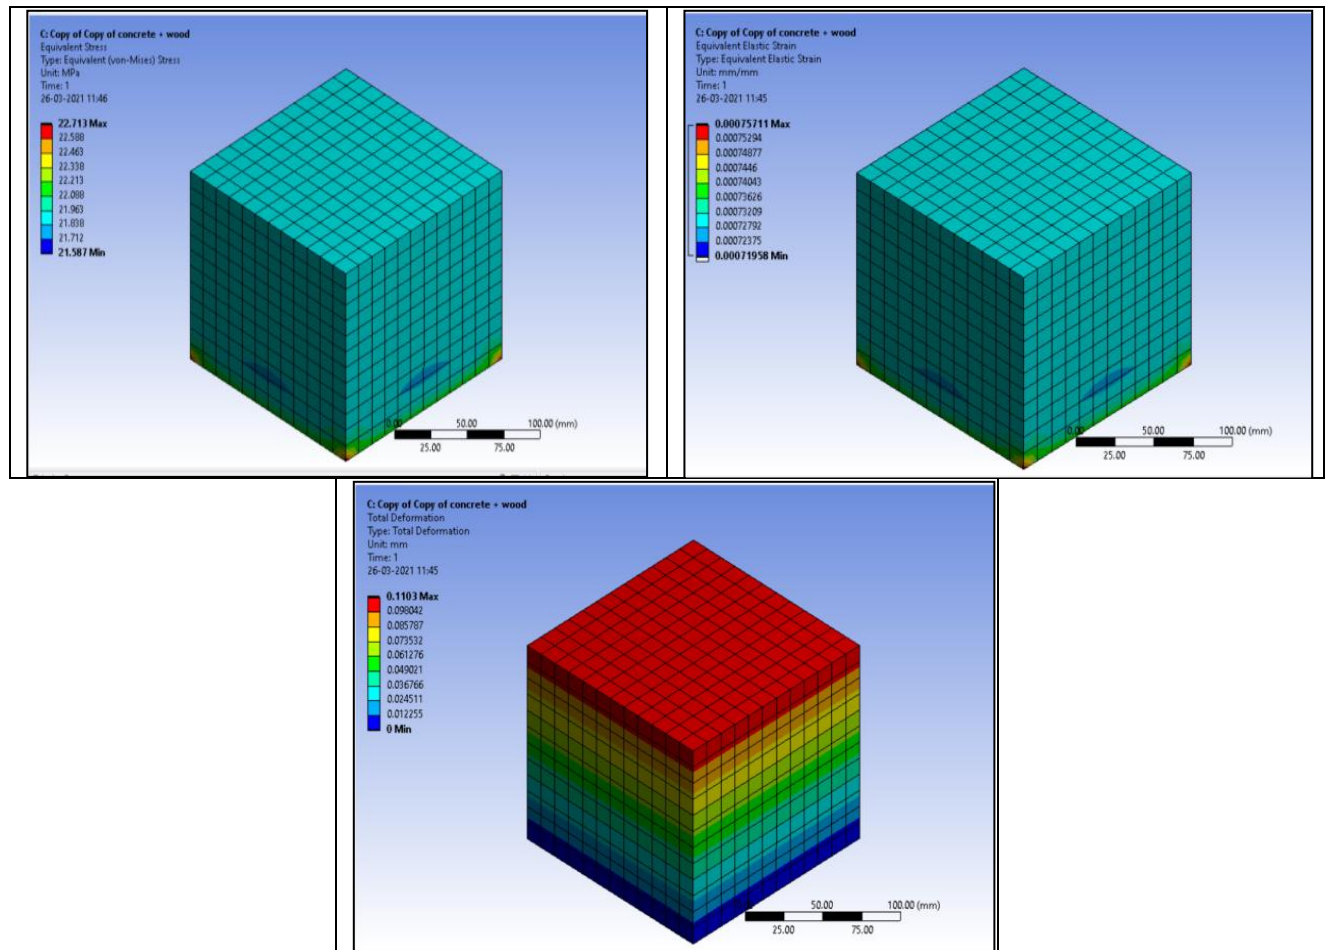 C: Copy of Copy of concrete + wood
Equivalent Stress
Type: Equivalent (von-Mises) Stress
Unit: MPa
Time: 1
26-03-2021 11:46
22.713 Max
22.588
22.463
22.338
22.213
22.088
21.963
21.838
21.712
21.587 Min
0.00
50.00
100.00 (mm)
25.00
75.00
C: Copy of Copy of concrete + wood
Equivalent Elastic Strain
Type: Equivalent Elastic Strain
Unit: mm/mm
Time: 1
26-03-2021 11:45
0.00075711 Max
0.00075294
0.00074877
0.0007446
0.00074043
0.00073626
0.00073209
0.00072792
0.00072375
0.00071958 Min
50.00
100.00 (mm)
25.00
75.00
C: Copy of Copy of concrete + wood
Total Deformation
Type: Total Deformation
Unit: mm
Time: 1
26-03-2021 11:45
0.1103 Max
0.098042
0.085787
0.073532
0.061276
0.049021
0.036766
0.024511
0.012255
0 Min
50.00
100.00 (mm)
25.00
75.00